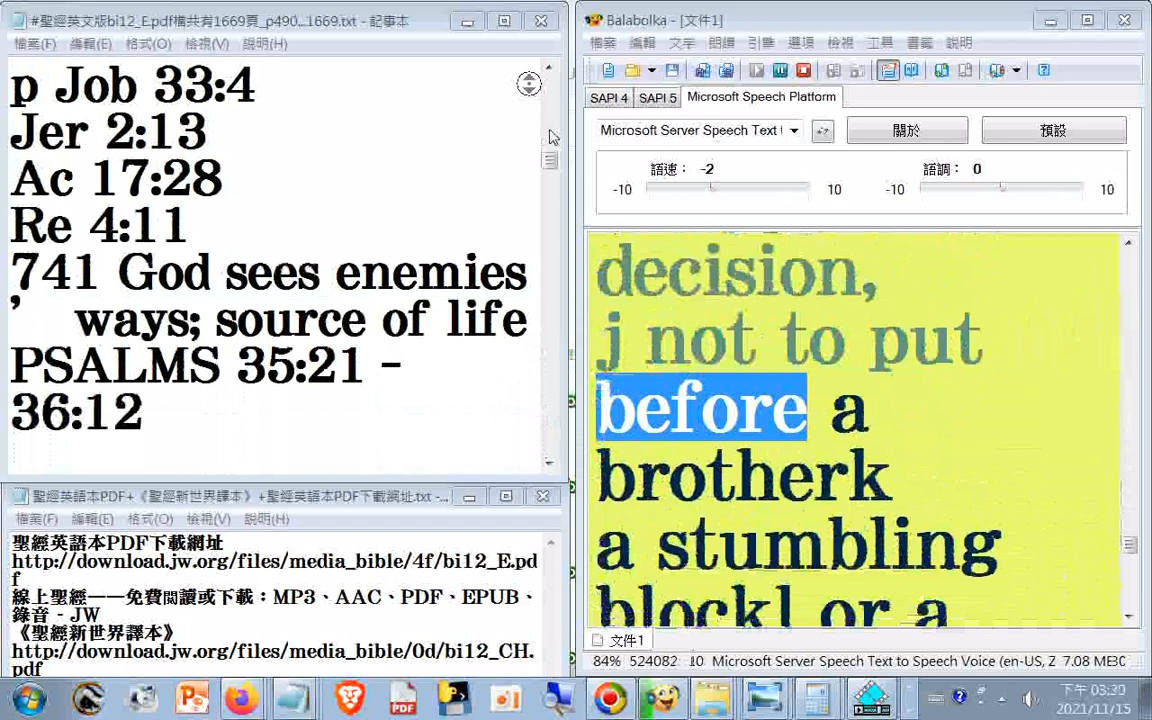 #聖經英文版bi12_E.pdf檔共有1669頁_p490...1669.txt - 記事本
檔案(F) 編輯(E) 格式(O) 檢視(V) 說明(H)
p Job 33:4
Jer 2:13
Ac 17:28
Re 4:11
741 God sees enemies
’ ways; source of life
PSALMS 35:21 –
36:12
聖經英語本PDF+《聖經新世界譯本》+聖經英語本PDF下載網址.txt -...
檔案(F) 編輯(E) 格式(O) 檢視(V) 說明(H)
聖經英語本PDF下載網址
http://download.jw.org/files/media_bible/4f/bi12_E.pd
f
線上聖經——免費閱讀或下載：MP3、AAC、PDF、EPUB、
錄音 - JW
《聖經新世界譯本》
http://download.jw.org/files/media_bible/0d/bi12_CH.
pdf
Balabolka - [文件1]
檔案 編輯 文字 朗讀 引擎 選項 檢視 工具 書籤 說明
SAPI 4 SAPI 5 Microsoft Speech Platform
Microsoft Server Speech Text 關於 預設
語速： -2 語調： 0
-10 10 -10 10
decision,
j not to put
before a
brotherk
a stumbling
blockl or a
文件1
84% 524082 10 Microsoft Server Speech Text to Speech Voice (en-US, Z 7.08 MB
下午 03:20
2021/11/15